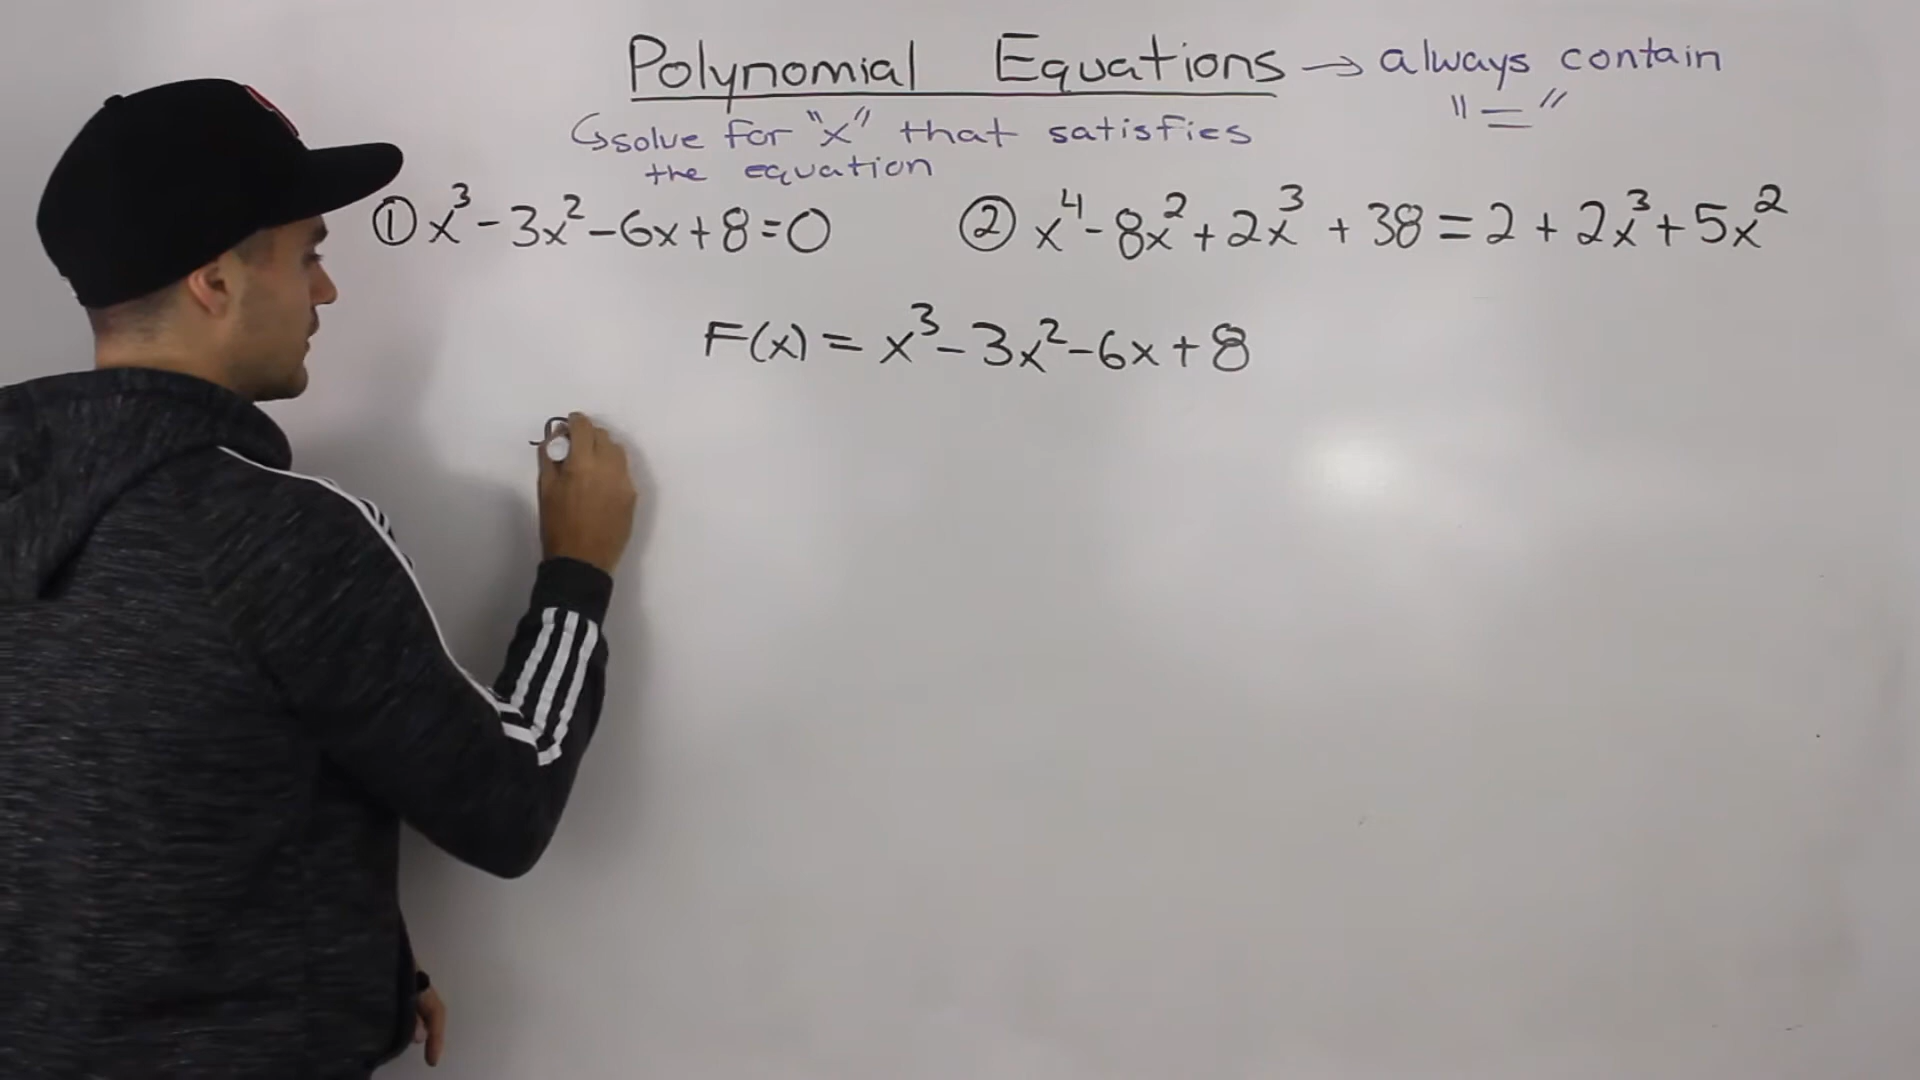 Polynomial Equations → always contain
"="
↳ solve for "x" that satisfies
the equation
① x³ - 3x² - 6x + 8 = 0
② x⁴ - 8x² + 2x³ + 38 = 2 + 2x³ + 5x²
F(x) = x³ - 3x² - 6x + 8